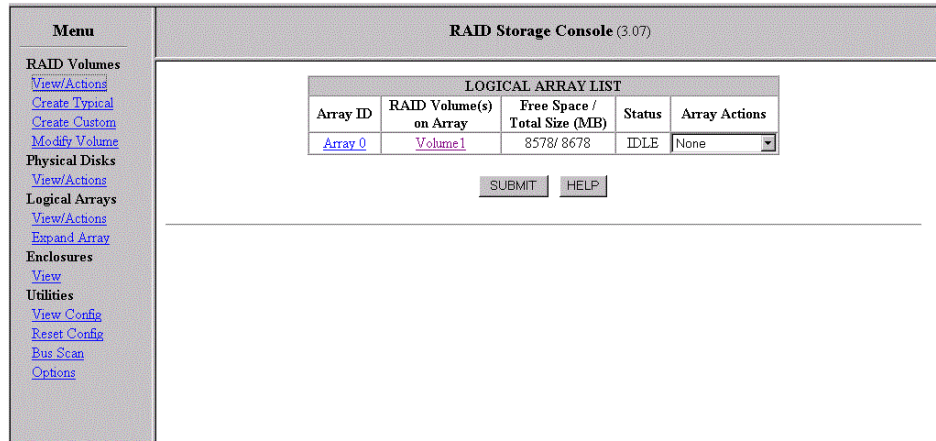 Menu
RAID Volumes
View/Actions
Create Typical
Create Custom
Modify Volume
Physical Disks
View/Actions
Logical Arrays
View/Actions
Expand Array
Enclosures
View
Utilities
View Config
Reset Config
Bus Scan
Options
RAID Storage Console (3.07)
LOGICAL ARRAY LIST
Array ID RAID Volume(s) on Array Free Space / Total Size (MB) Status Array Actions
Array 0 Volume1 8578/ 8678 IDLE None
SUBMIT HELP